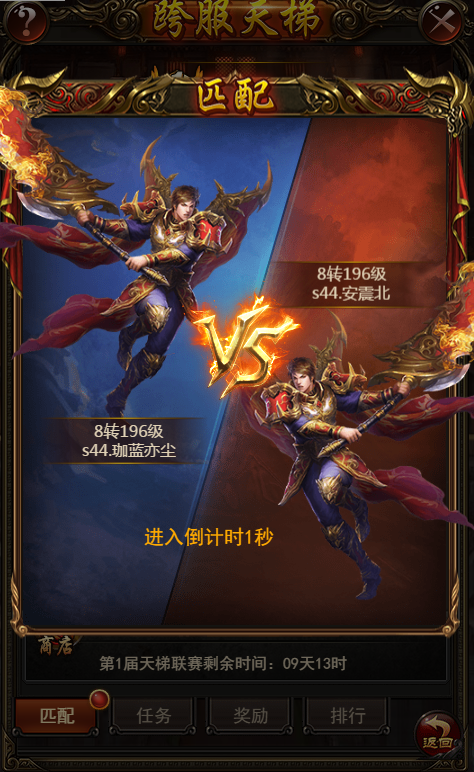 ?
跨服天梯
匹配
8转196级
s44.安震北
VS
8转196级
s44.珈蓝亦尘
进入倒计时1秒
商店
第1届天梯联赛剩余时间：09天13时
匹配
任务
奖励
排行
返回